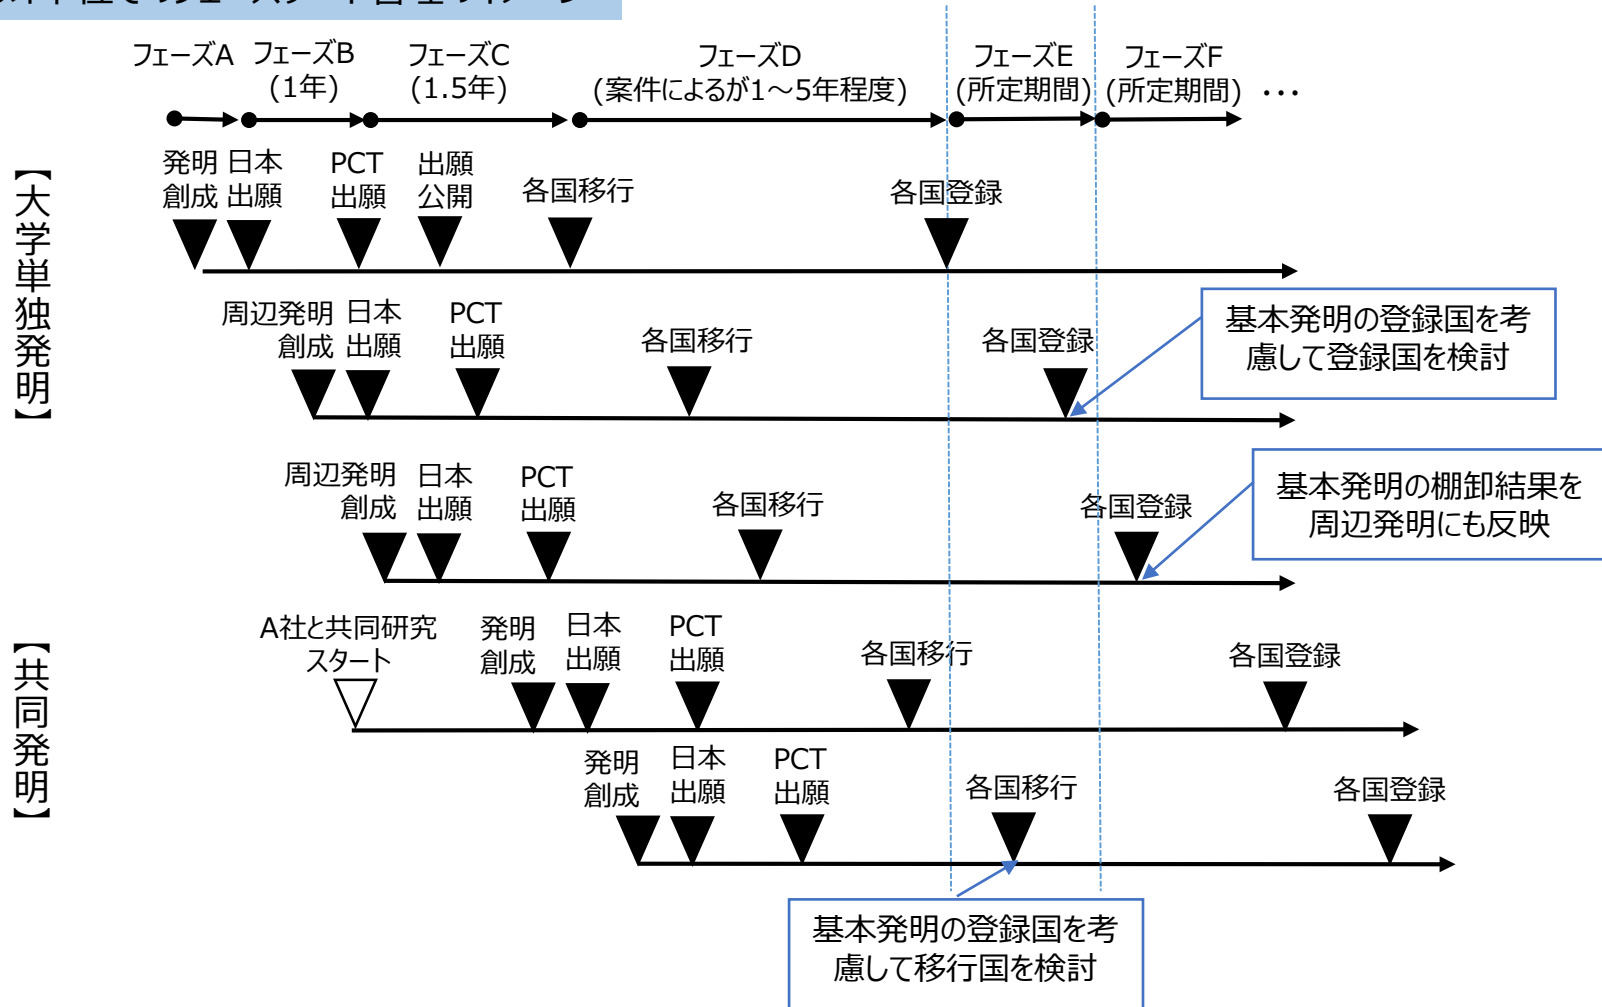 フェーズA
フェーズB
(1年)
フェーズC
(1.5年)
フェーズD
(案件によるが1～5年程度)
フェーズE
(所定期間)
フェーズF
(所定期間)
・・・
【大学単独発明】
発明
創成
日本
出願
PCT
出願
出願
公開
各国移行
各国登録
周辺発明
創成
日本
出願
PCT
出願
各国移行
各国登録
基本発明の登録国を考
慮して登録国を検討
周辺発明
創成
日本
出願
PCT
出願
各国移行
各国登録
基本発明の棚卸結果を
周辺発明にも反映
【共同発明】
A社と共同研究
スタート
発明
創成
日本
出願
PCT
出願
各国移行
各国登録
発明
創成
日本
出願
PCT
出願
各国移行
各国登録
基本発明の登録国を考
慮して移行国を検討